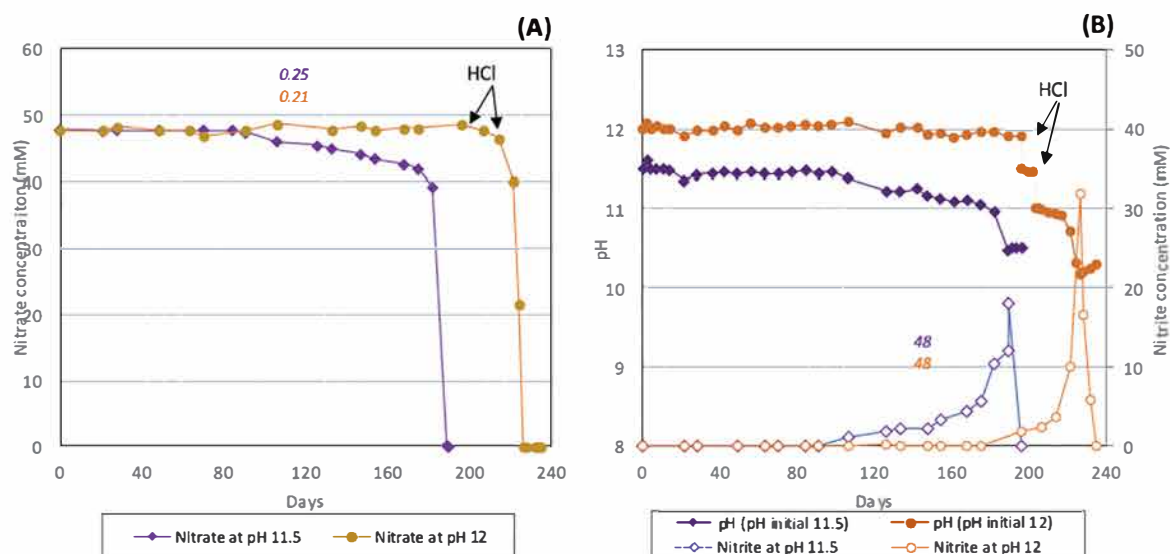 (A)
60
50
40
30
20
10
0
Nitrate concentraiton (mM)
0.25
0.21
HCl
0 40 80 120 160 200 240
Days
Nitrate at pH 11.5 Nitrate at pH 12
(B)
13
12
11
10
9
8
pH
HCl
48
48
50
40
30
20
10
0
Nitrite concentration (mM)
0 40 80 120 160 200 240
Days
pH (pH initial 11.5) pH (pH initial 12)
Nitrite at pH 11.5 Nitrite at pH 12